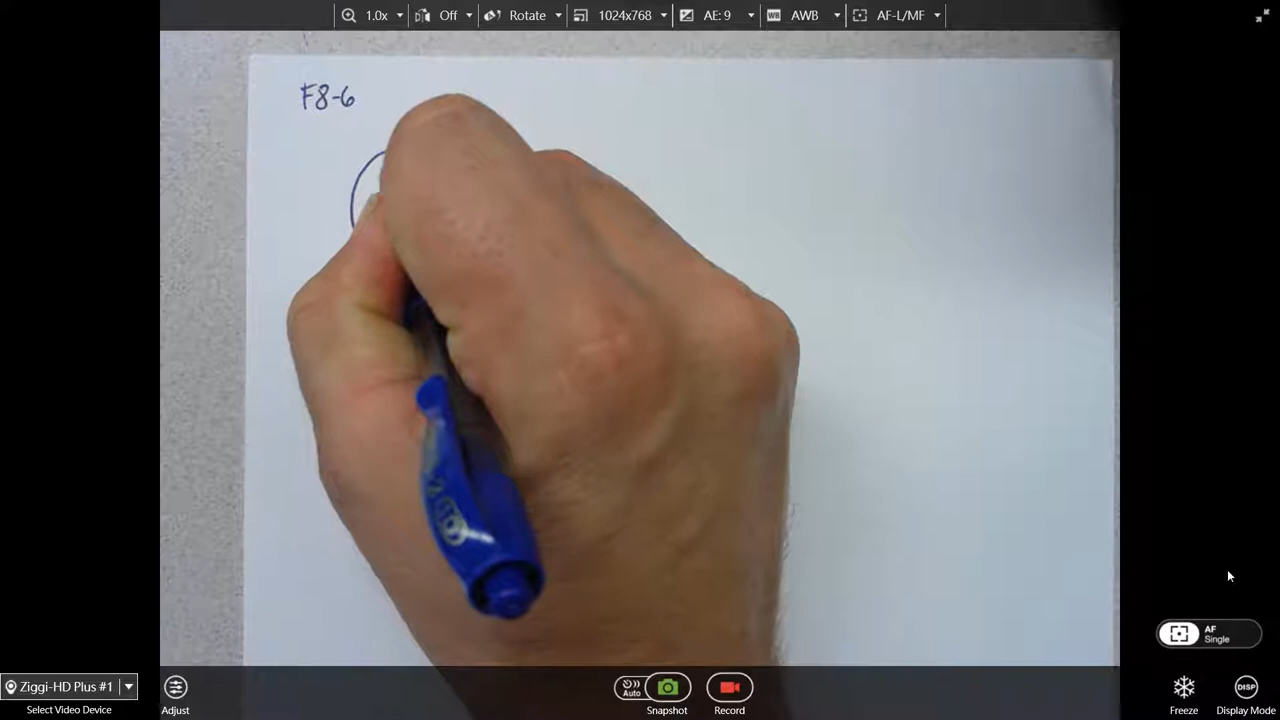 1.0x Off Rotate 1024x768 AE: 9 AWB AF-L/MF
F8-6
AF
Single
Ziggi-HD Plus #1
Select Video Device
Adjust
Auto
Snapshot
Record
Freeze
DISP
Display Mode